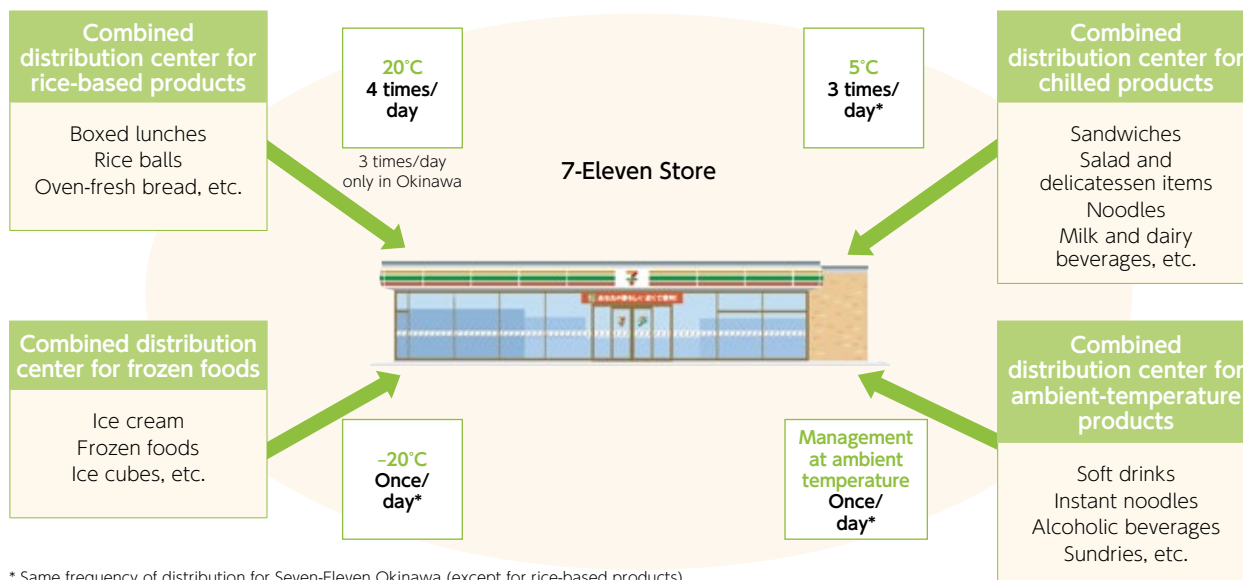 Combined
distribution center for
rice-based products
Boxed lunches
Rice balls
Oven-fresh bread, etc.
20°C
4 times/
day
3 times/day
only in Okinawa
7-Eleven Store
5°C
3 times/
day*
Combined
distribution center for
chilled products
Sandwiches
Salad and
delicatessen items
Noodles
Milk and dairy
beverages, etc.
Combined distribution
center for frozen foods
Ice cream
Frozen foods
Ice cubes, etc.
–20°C
Once/
day*
Management
at ambient
temperature
Once/
day*
Combined
distribution center for
ambient-temperature
products
Soft drinks
Instant noodles
Alcoholic beverages
Sundries, etc.
* Same frequency of distribution for Seven-Eleven Okinawa (except for rice-based products)